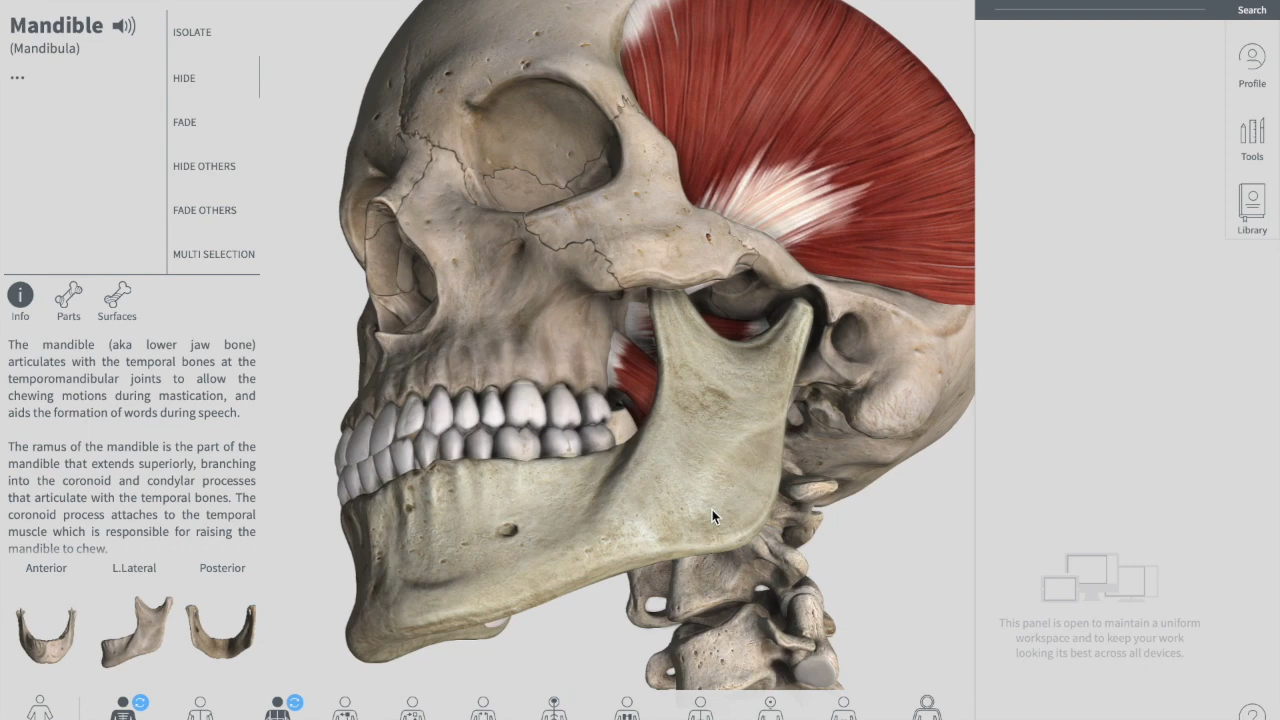 Mandible
(Mandibula)
...
ISOLATE
HIDE
FADE
HIDE OTHERS
FADE OTHERS
MULTI SELECTION
Info
Parts
Surfaces
The mandible (aka lower jaw bone)
articulates with the temporal bones at the
temporomandibular joints to allow the
chewing motions during mastication, and
aids the formation of words during speech.
The ramus of the mandible is the part of the
mandible that extends superiorly, branching
into the coronoid and condylar processes
that articulate with the temporal bones. The
coronoid process attaches to the temporal
muscle which is responsible for raising the
mandible to chew.
Anterior
L.Lateral
Posterior
Search
Profile
Tools
Library
This panel is open to maintain a uniform
workspace and to keep your work
looking its best across all devices.